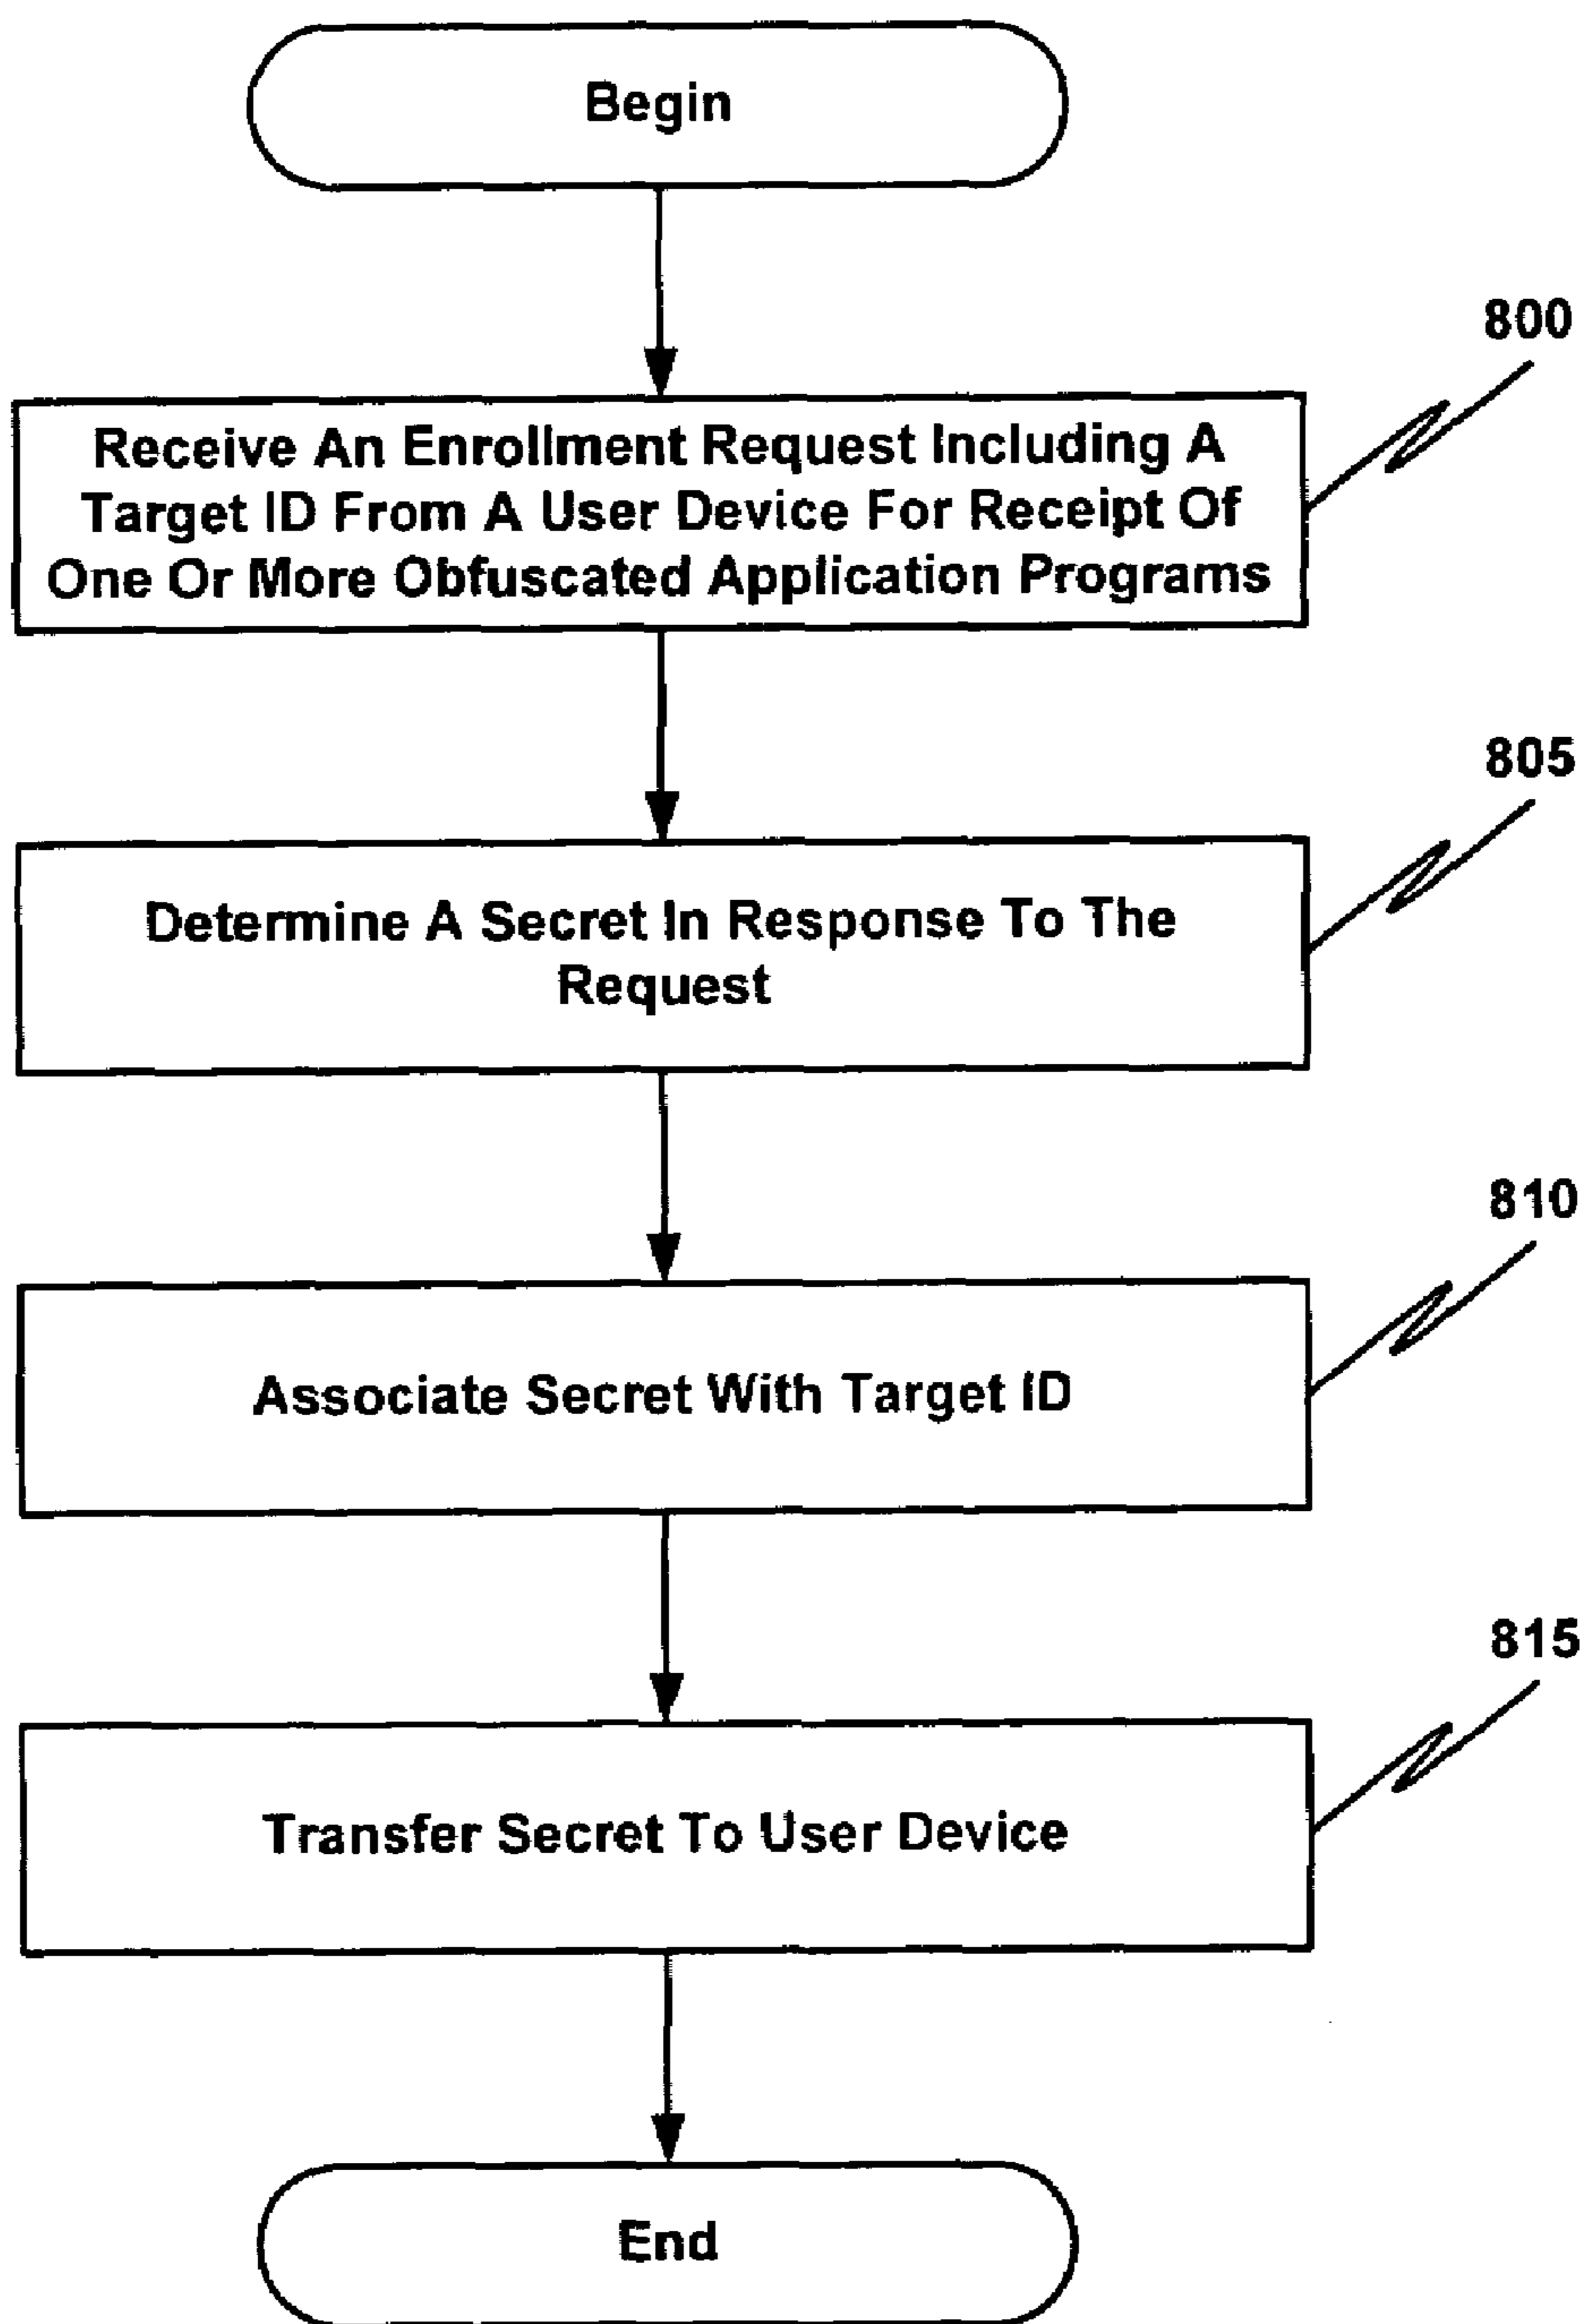 Begin
800
Receive An Enrollment Request Including A
Target ID From A User Device For Receipt Of
One Or More Obfuscated Application Programs
805
Determine A Secret In Response To The
Request
810
Associate Secret With Target ID
815
Transfer Secret To User Device
End